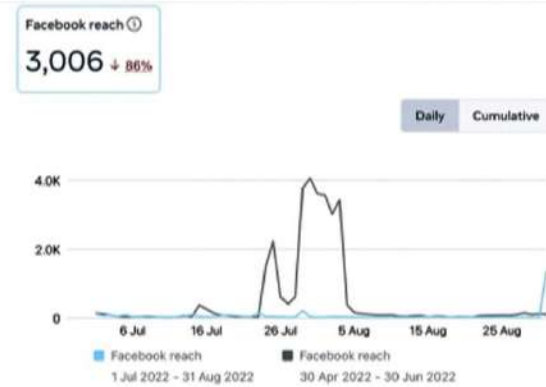 Facebook reach
3,006 ↓ 86%
Daily Cumulative
4.0K
2.0K
0
6 Jul 16 Jul 26 Jul 5 Aug 15 Aug 25 Aug
Facebook reach Facebook reach
1 Jul 2022 - 31 Aug 2022 30 Apr 2022 - 30 Jun 2022